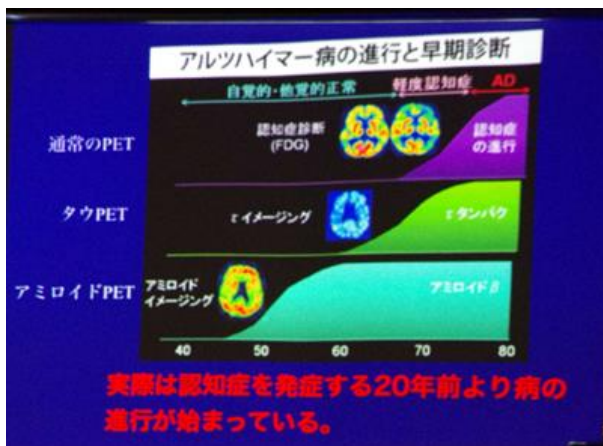 アルツハイマー病の進行と早期診断
自覚的・他覚的正常
軽度認知症
AD
通常のPET
認知症診断
(FDG)
認知症
の進行
タウPET
τイメージング
τタンパク
アミロイドPET
アミロイド
イメージング
アミロイドβ
40 50 60 70 80
実際は認知症を発症する20年前より病の
進行が始まっている。